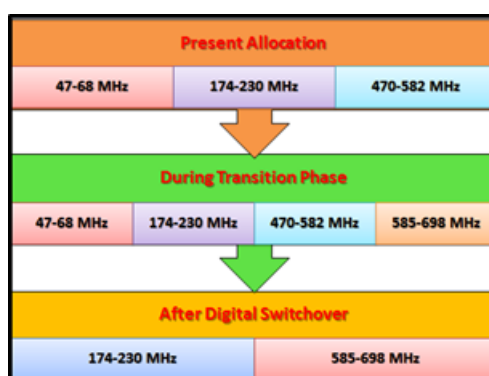 Present Allocation
47-68 MHz 174-230 MHz 470-582 MHz
During Transition Phase
47-68 MHz 174-230 MHz 470-582 MHz 585-698 MHz
After Digital Switchover
174-230 MHz 585-698 MHz